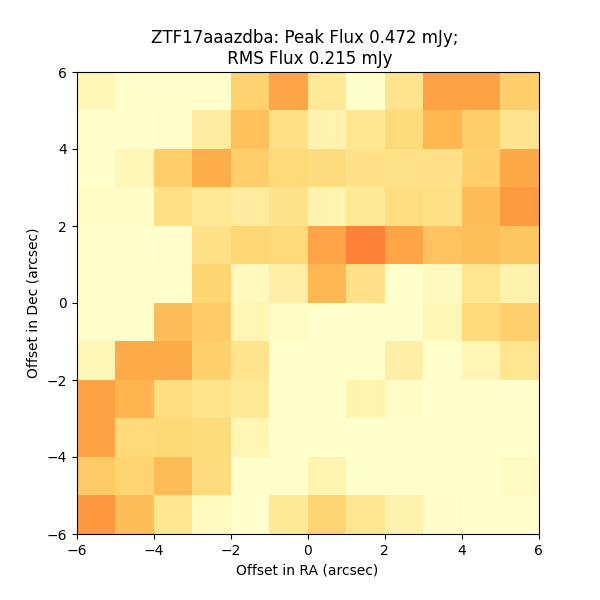 ZTF17aaazdba: Peak Flux 0.472 mJy;
RMS Flux 0.215 mJy
6
4
2
0
−2
−4
−6
Offset in Dec (arcsec)
−6 −4 −2 0 2 4 6
Offset in RA (arcsec)